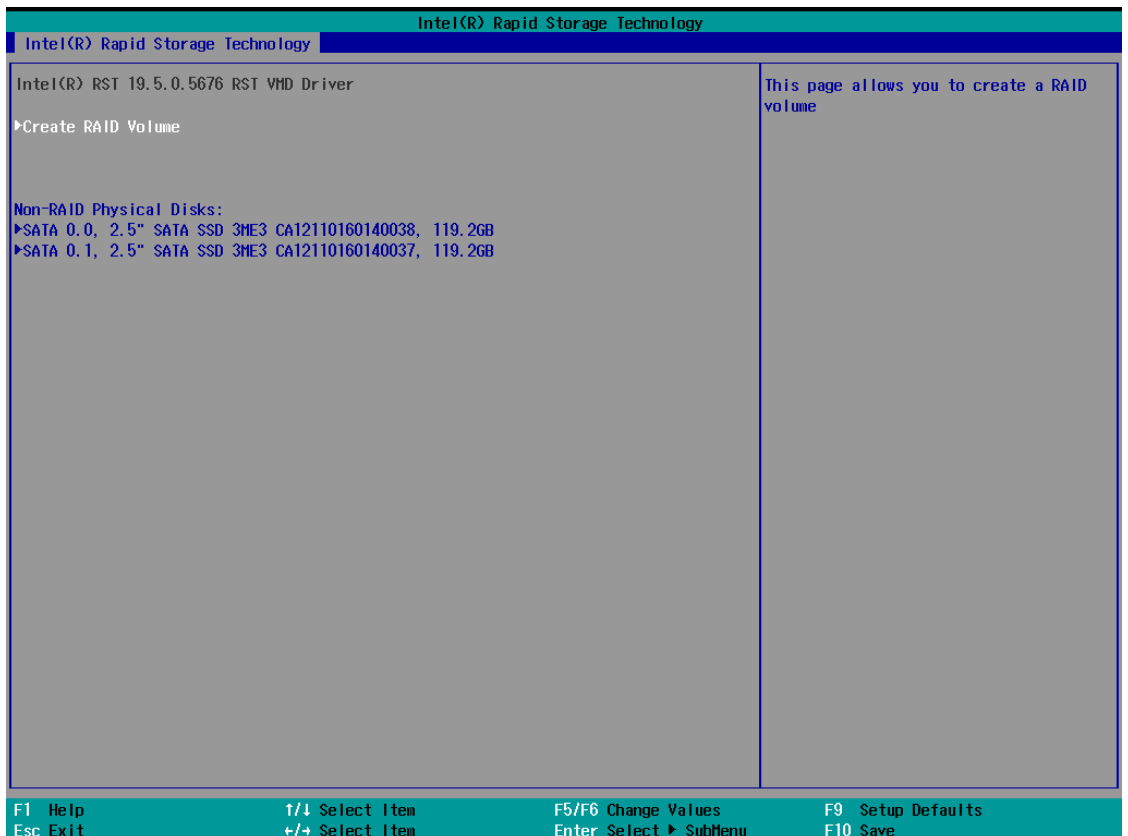 Intel(R) Rapid Storage Technology
Intel(R) Rapid Storage Technology
Intel(R) RST 19.5.0.5676 RST VMD Driver
▶Create RAID Volume
Non-RAID Physical Disks:
▶SATA 0.0, 2.5" SATA SSD 3ME3 CA12110160140038, 119.2GB
▶SATA 0.1, 2.5" SATA SSD 3ME3 CA12110160140037, 119.2GB
This page allows you to create a RAID
volume
F1 Help ↑/↓ Select Item F5/F6 Change Values F9 Setup Defaults
Esc Exit ←/→ Select Item Enter Select ▶ SubMenu F10 Save